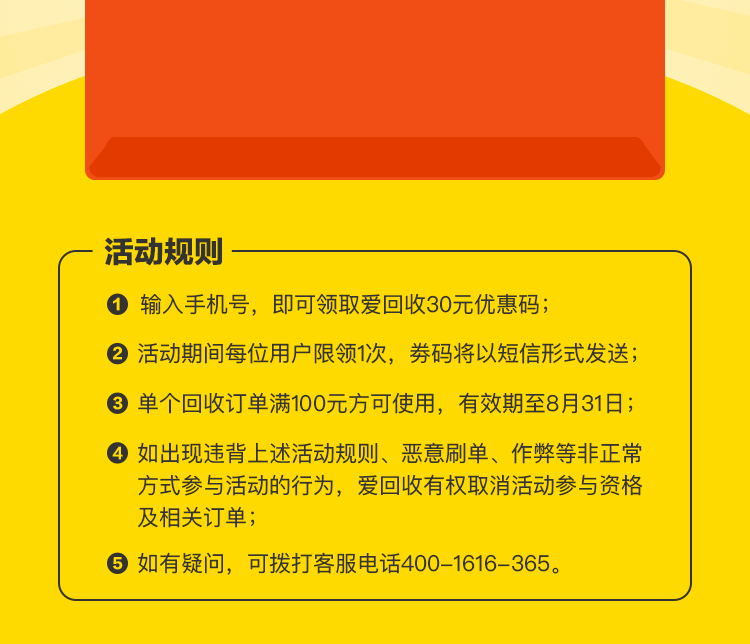 活动规则
1 输入手机号，即可领取爱回收30元优惠码；
2 活动期间每位用户限领1次，券码将以短信形式发送；
3 单个回收订单满100元方可使用，有效期至8月31日；
4 如出现违背上述活动规则、恶意刷单、作弊等非正常
方式参与活动的行为，爱回收有权取消活动参与资格
及相关订单；
5 如有疑问，可拨打客服电话400-1616-365。